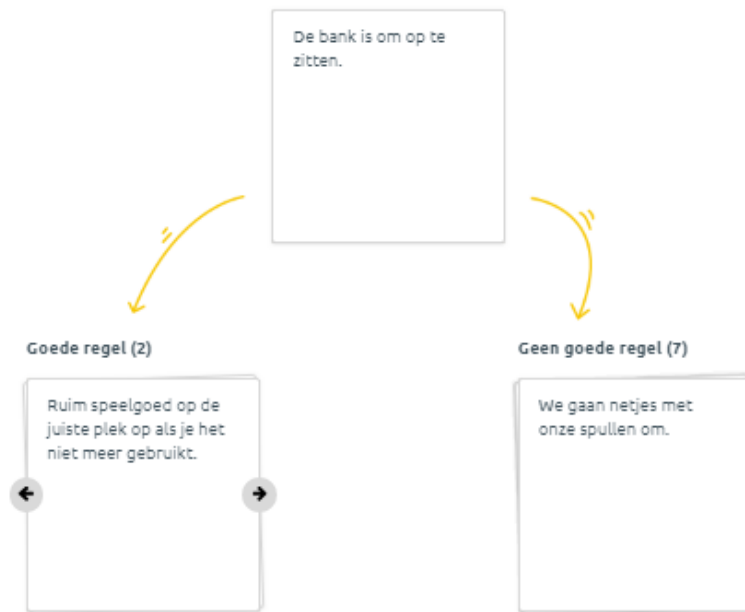 De bank is om op te
zitten.
Goede regel (2)
Geen goede regel (7)
Ruim speelgoed op de
juiste plek op als je het
niet meer gebruikt.
We gaan netjes met
onze spullen om.